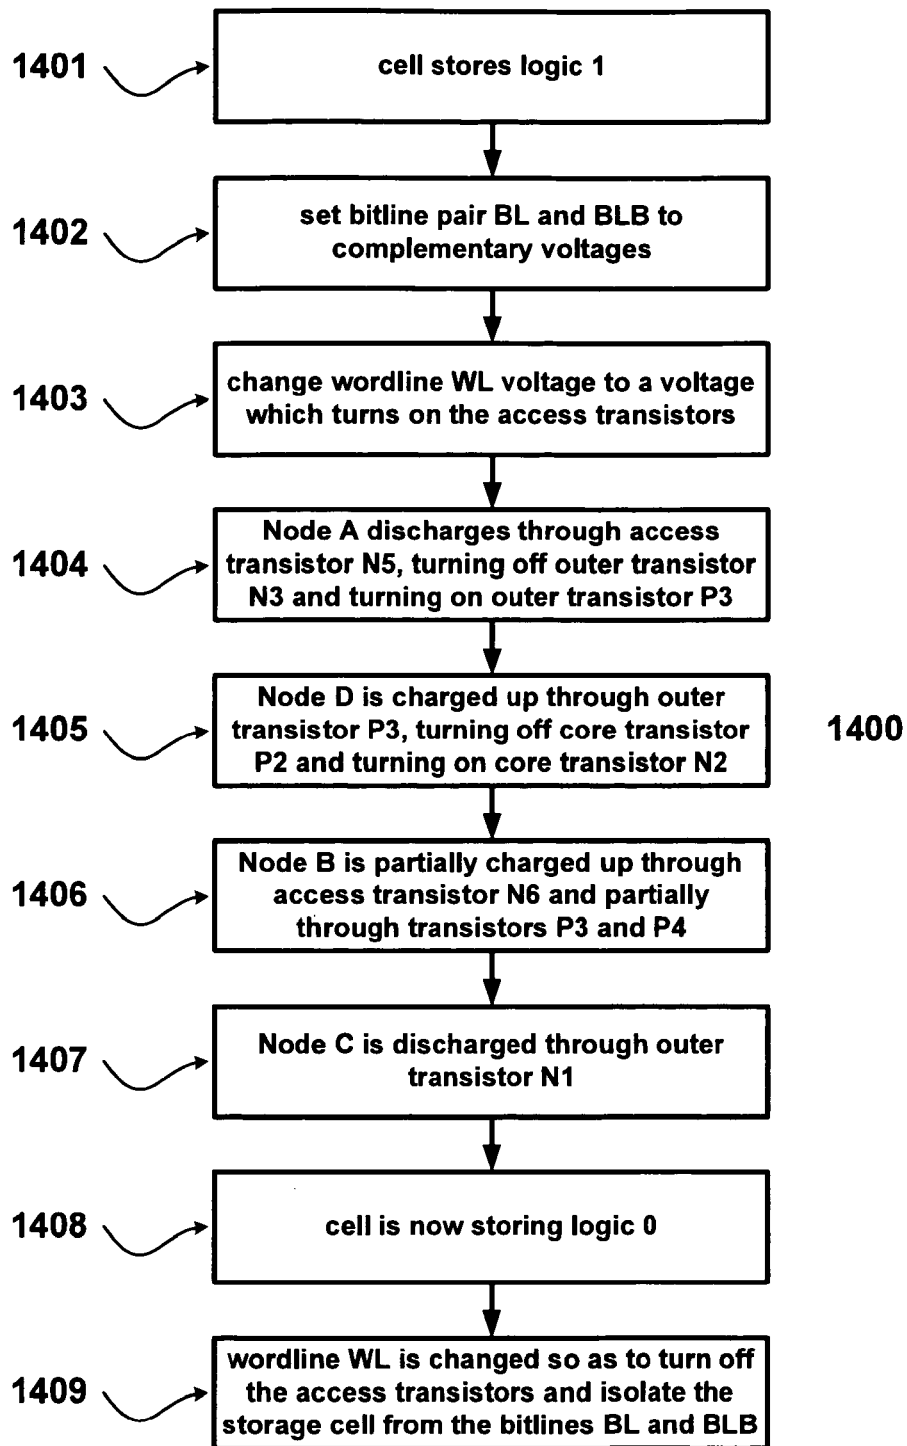 1401
cell stores logic 1
1402
set bitline pair BL and BLB to
complementary voltages
1403
change wordline WL voltage to a voltage
which turns on the access transistors
1404
Node A discharges through access
transistor N5, turning off outer transistor
N3 and turning on outer transistor P3
1405
Node D is charged up through outer
transistor P3, turning off core transistor
P2 and turning on core transistor N2
1400
1406
Node B is partially charged up through
access transistor N6 and partially
through transistors P3 and P4
1407
Node C is discharged through outer
transistor N1
1408
cell is now storing logic 0
1409
wordline WL is changed so as to turn off
the access transistors and isolate the
storage cell from the bitlines BL and BLB